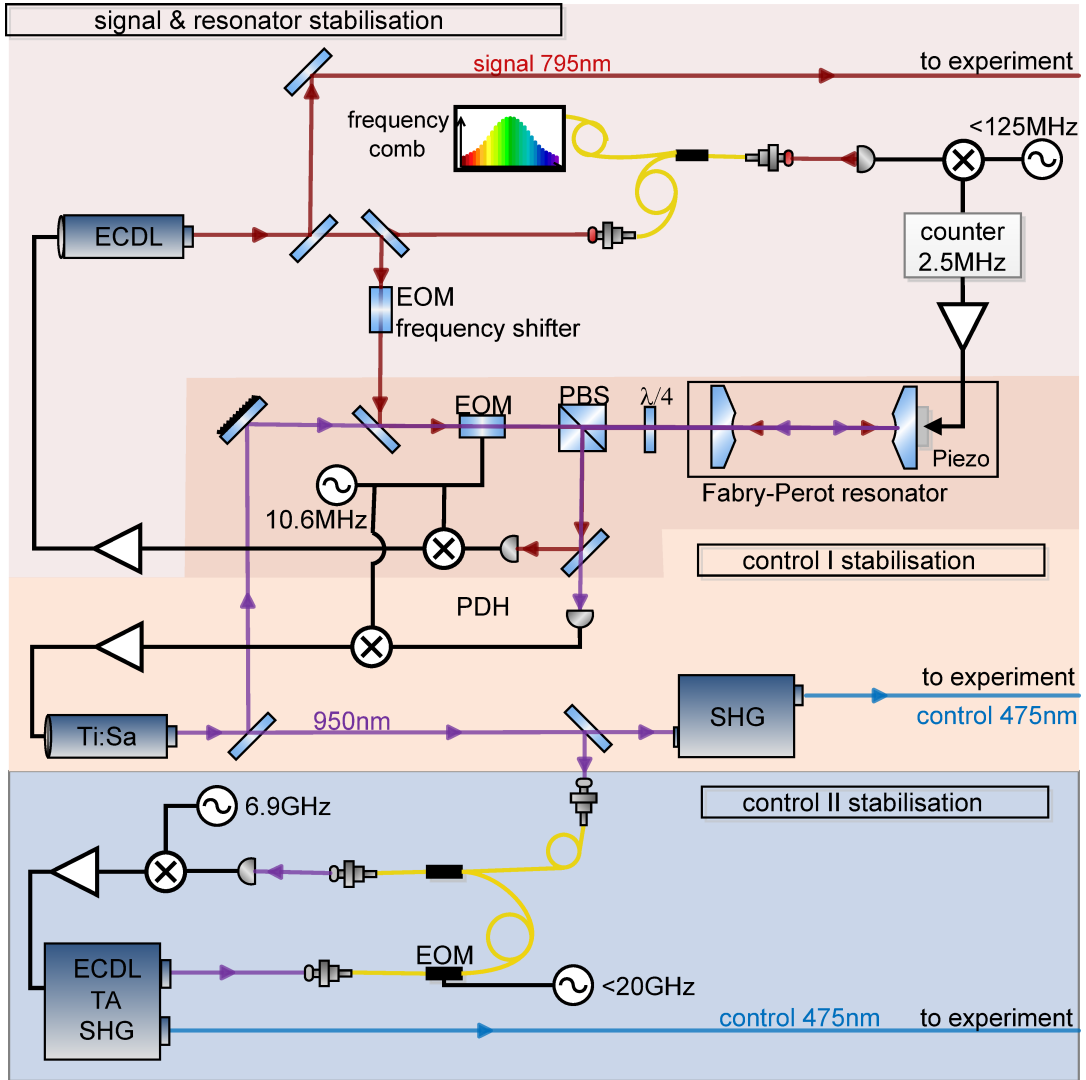 signal & resonator stabilisation
signal 795nm
to experiment
frequency
comb
<125MHz
ECDL
counter
2.5MHz
EOM
frequency shifter
EOM
PBS
λ/4
Piezo
Fabry-Perot resonator
10.6MHz
control I stabilisation
PDH
to experiment
control 475nm
Ti:Sa
950nm
SHG
6.9GHz
control II stabilisation
EOM
<20GHz
ECDL
TA
SHG
control 475nm
to experiment